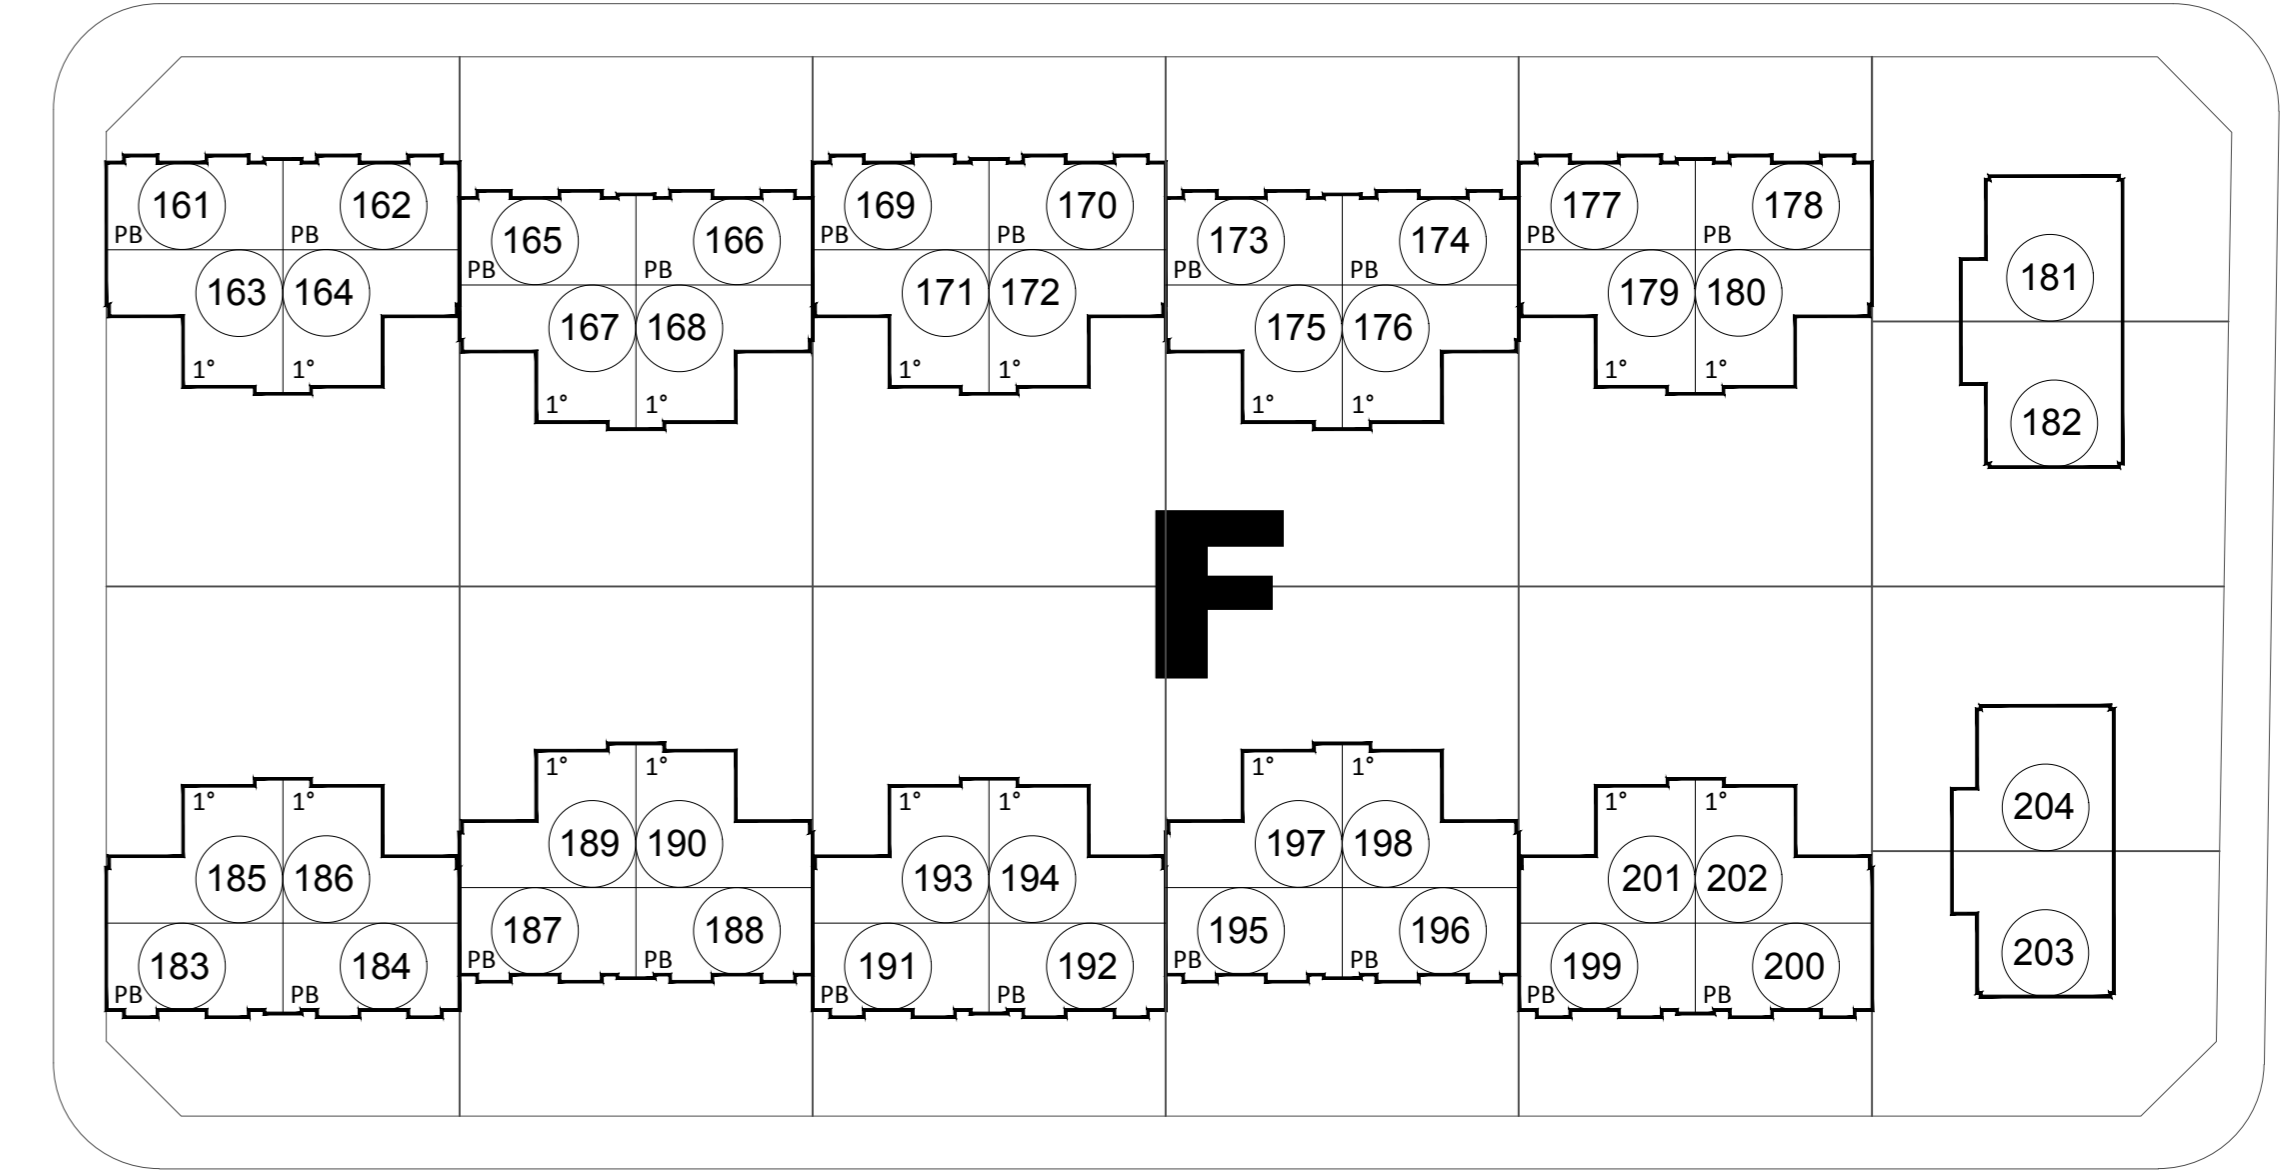 161 162 169 170 177 178
PB PB PB PB PB PB
165 166 173 174
PB PB PB PB
163 164 171 172 179 180 181
167 168 175 176
1° 1° 1° 1° 1° 1°
1° 1° 1° 1°
182
F
1° 1° 1° 1°
1° 1° 1° 1° 1° 1°
204
189 190 197 198
185 186 193 194 201 202
187 188 195 196
PB PB PB PB
183 184 191 192 199 200 203
PB PB PB PB PB PB